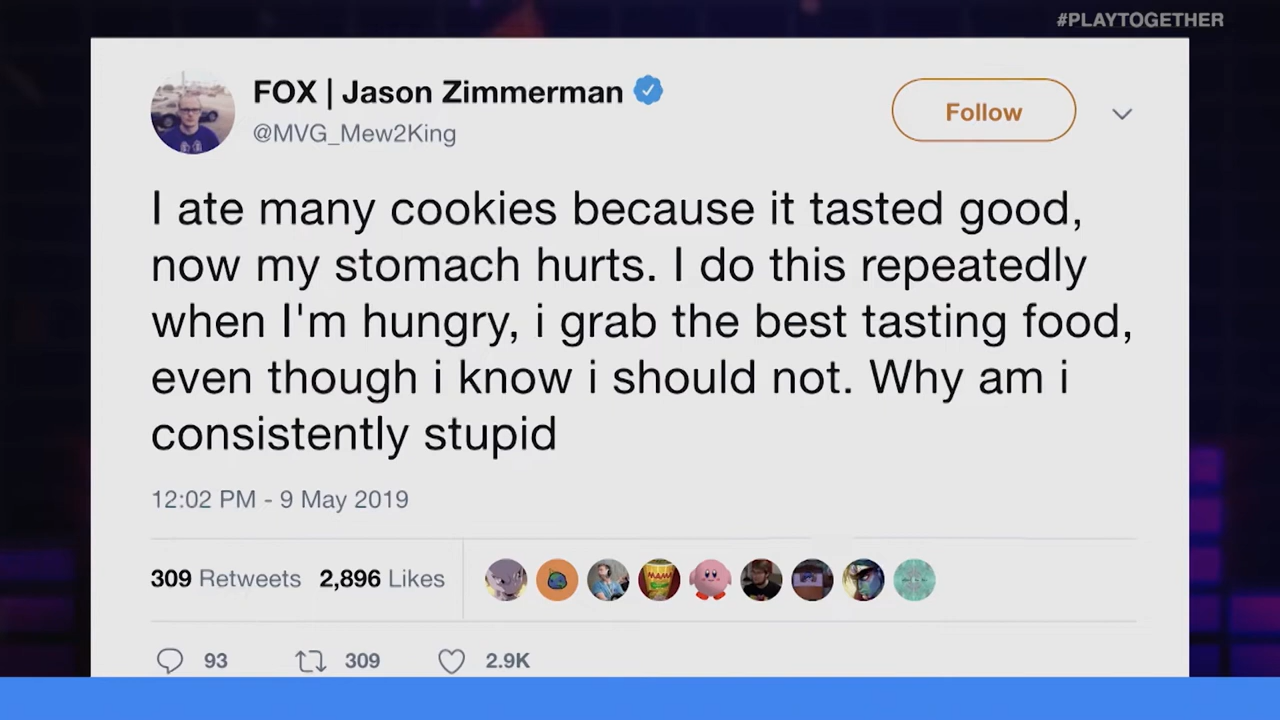 #PLAYTOGETHER
FOX | Jason Zimmerman
@MVG_Mew2King
Follow
I ate many cookies because it tasted good,
now my stomach hurts. I do this repeatedly
when I'm hungry, i grab the best tasting food,
even though i know i should not. Why am i
consistently stupid
12:02 PM - 9 May 2019
309 Retweets 2,896 Likes
93 309 2.9K